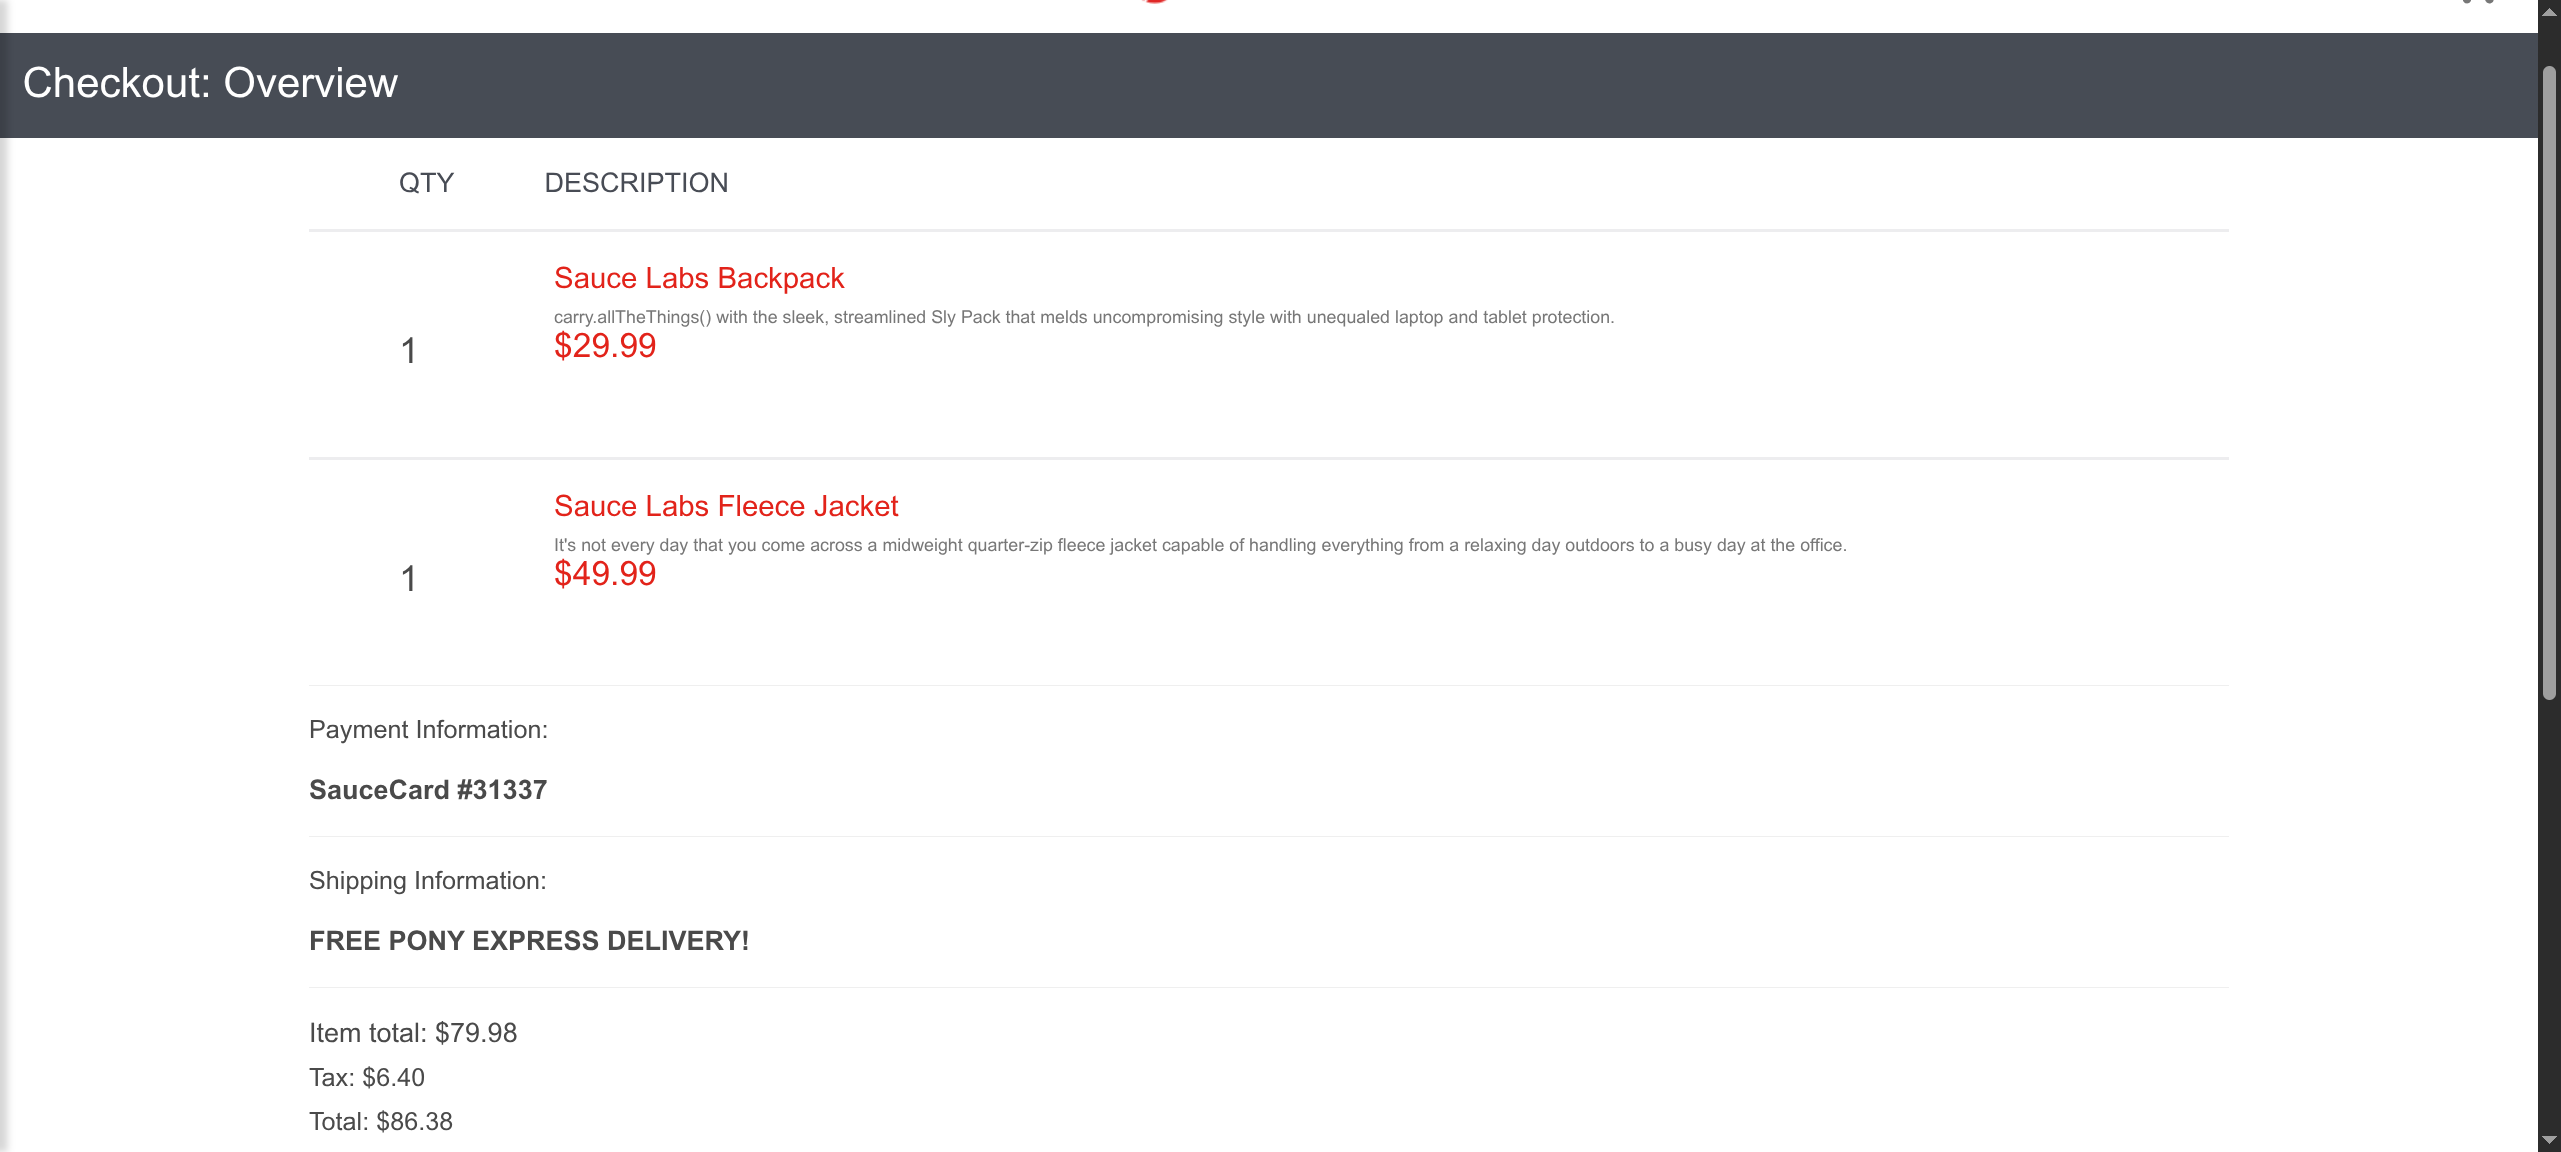 Checkout: Overview
QTY DESCRIPTION
Sauce Labs Backpack
carry.allTheThings() with the sleek, streamlined Sly Pack that melds uncompromising style with unequaled laptop and tablet protection.
1 $29.99
Sauce Labs Fleece Jacket
It's not every day that you come across a midweight quarter-zip fleece jacket capable of handling everything from a relaxing day outdoors to a busy day at the office.
1 $49.99
Payment Information:
SauceCard #31337
Shipping Information:
FREE PONY EXPRESS DELIVERY!
Item total: $79.98
Tax: $6.40
Total: $86.38